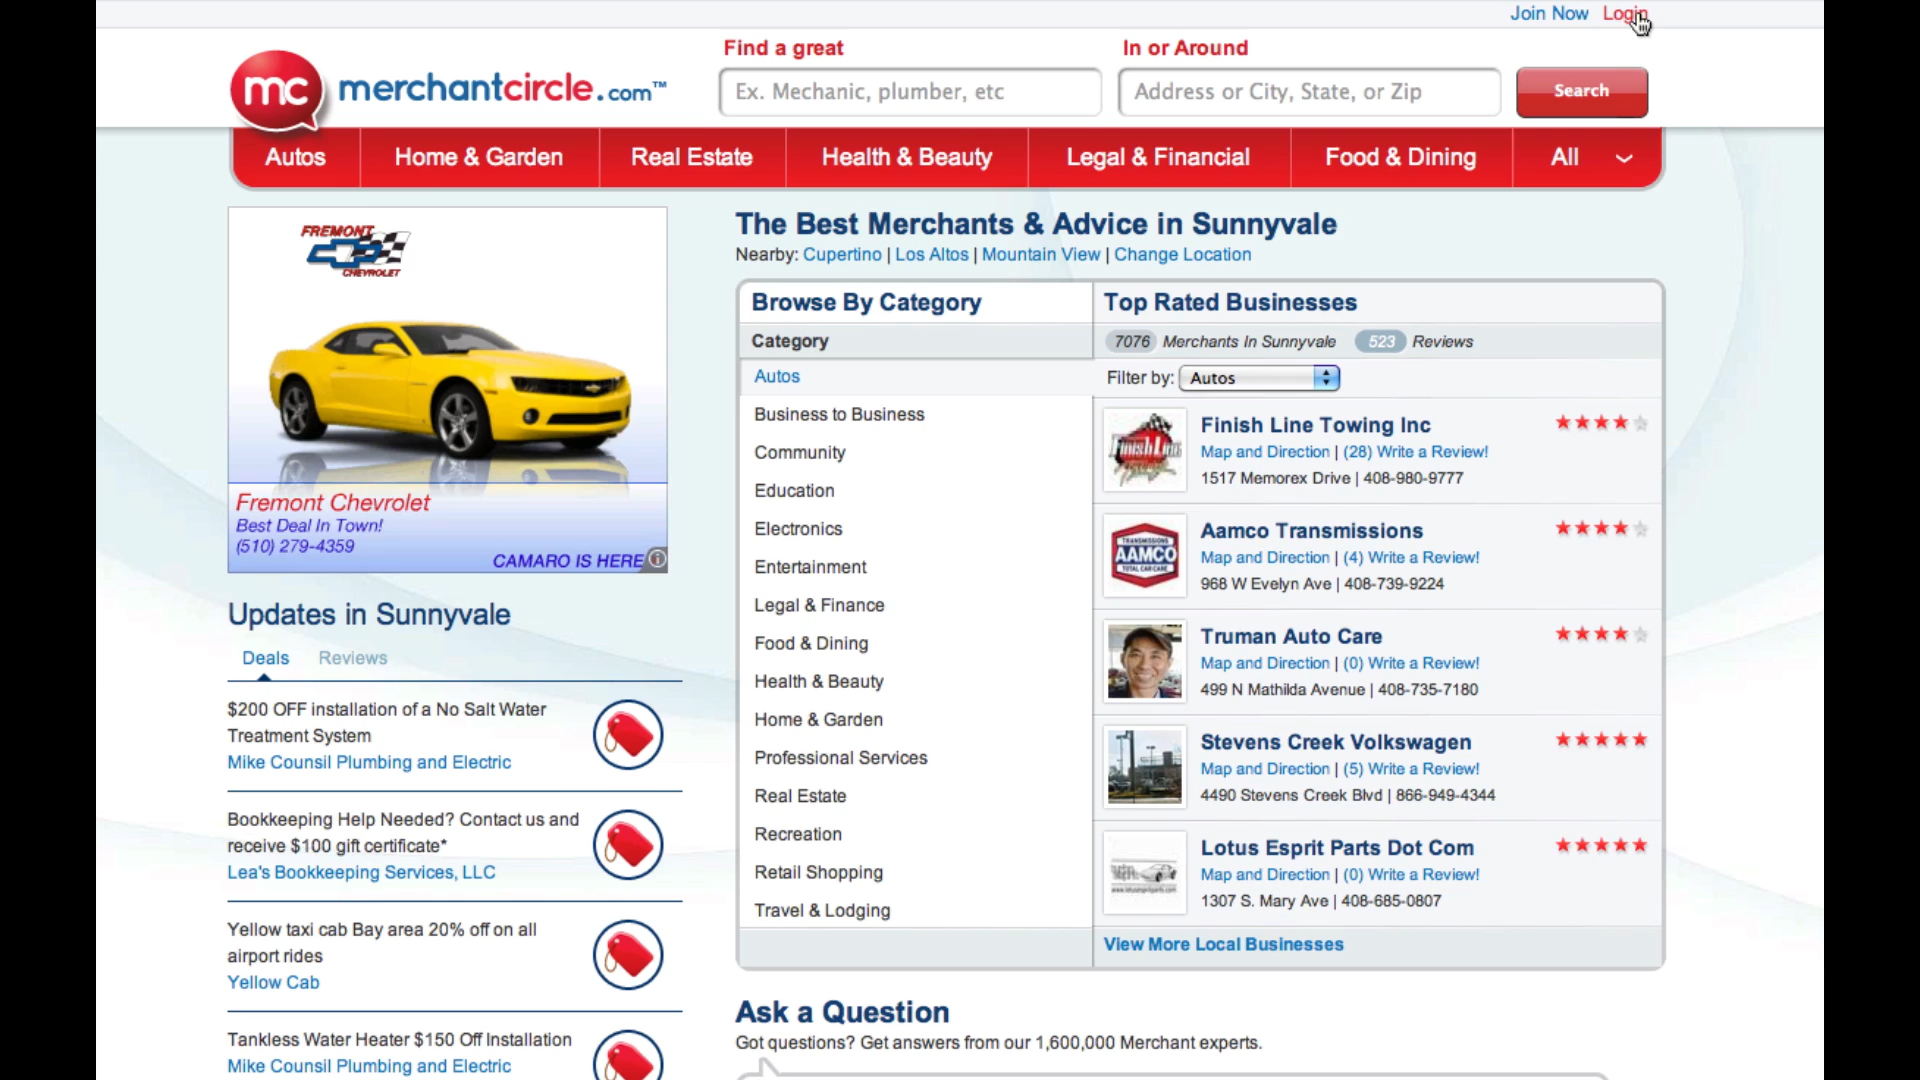 Join Now Login
mc merchantcircle.com™
Find a great
Ex. Mechanic, plumber, etc
In or Around
Address or City, State, or Zip
Search
Autos Home & Garden Real Estate Health & Beauty Legal & Financial Food & Dining All
FREMONT
CHEVROLET
Fremont Chevrolet
Best Deal In Town!
(510) 279-4359
CAMARO IS HERE
Updates in Sunnyvale
Deals Reviews
$200 OFF installation of a No Salt Water
Treatment System
Mike Counsil Plumbing and Electric
Bookkeeping Help Needed? Contact us and
receive $100 gift certificate*
Lea's Bookkeeping Services, LLC
Yellow taxi cab Bay area 20% off on all
airport rides
Yellow Cab
Tankless Water Heater $150 Off Installation
Mike Counsil Plumbing and Electric
The Best Merchants & Advice in Sunnyvale
Nearby: Cupertino | Los Altos | Mountain View | Change Location
Browse By Category
Category
Autos
Business to Business
Community
Education
Electronics
Entertainment
Legal & Finance
Food & Dining
Health & Beauty
Home & Garden
Professional Services
Real Estate
Recreation
Retail Shopping
Travel & Lodging
Top Rated Businesses
7076 Merchants In Sunnyvale 523 Reviews
Filter by: Autos
Finish Line Towing Inc
Map and Direction | (28) Write a Review!
1517 Memorex Drive | 408-980-9777
TRANSMISSIONS
AAMCO
TOTAL CAR CARE
Aamco Transmissions
Map and Direction | (4) Write a Review!
968 W Evelyn Ave | 408-739-9224
Truman Auto Care
Map and Direction | (0) Write a Review!
499 N Mathilda Avenue | 408-735-7180
Stevens Creek Volkswagen
Map and Direction | (5) Write a Review!
4490 Stevens Creek Blvd | 866-949-4344
Lotus Esprit Parts Dot Com
Map and Direction | (0) Write a Review!
1307 S. Mary Ave | 408-685-0807
View More Local Businesses
Ask a Question
Got questions? Get answers from our 1,600,000 Merchant experts.